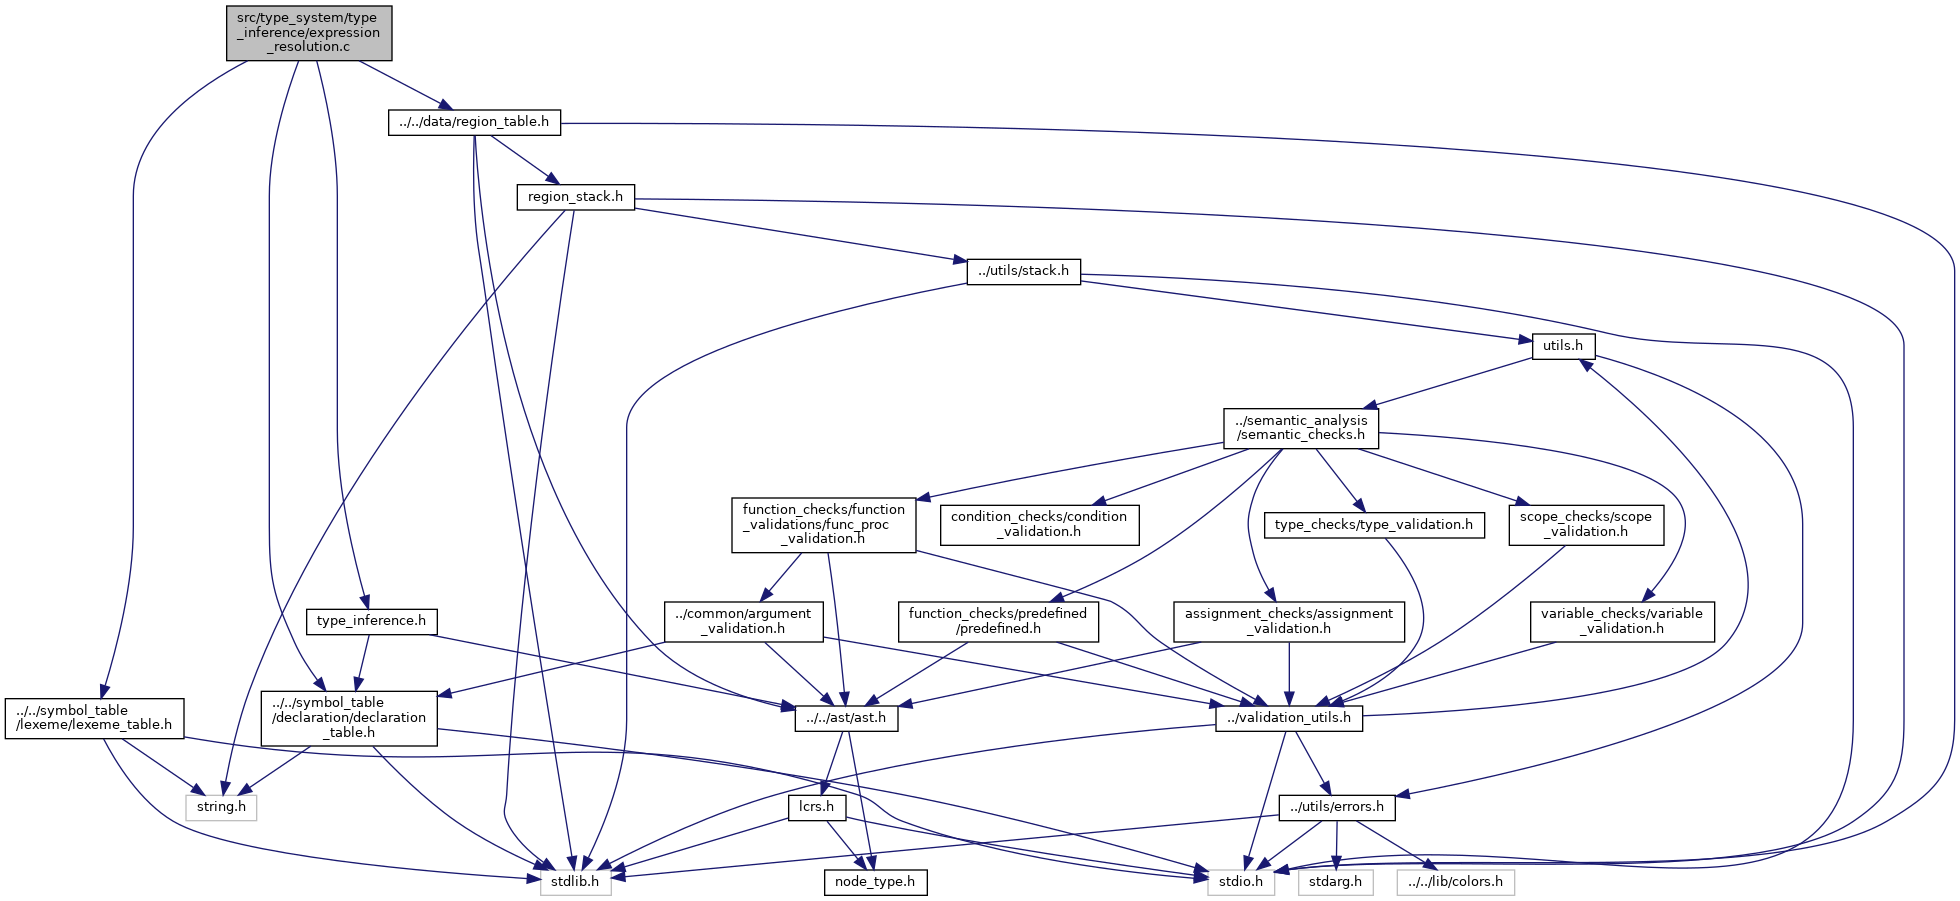 src/type_system/type
_inference/expression
_resolution.c
../../data/region_table.h
region_stack.h
../utils/stack.h
utils.h
../semantic_analysis
/semantic_checks.h
function_checks/function
_validations/func_proc
_validation.h
condition_checks/condition
_validation.h
type_checks/type_validation.h
scope_checks/scope
_validation.h
type_inference.h
../common/argument
_validation.h
function_checks/predefined
/predefined.h
assignment_checks/assignment
_validation.h
variable_checks/variable
_validation.h
../../symbol_table
/lexeme/lexeme_table.h
../../symbol_table
/declaration/declaration
_table.h
../../ast/ast.h
../validation_utils.h
string.h
lcrs.h
../utils/errors.h
stdlib.h
node_type.h
stdio.h
stdarg.h
../../lib/colors.h